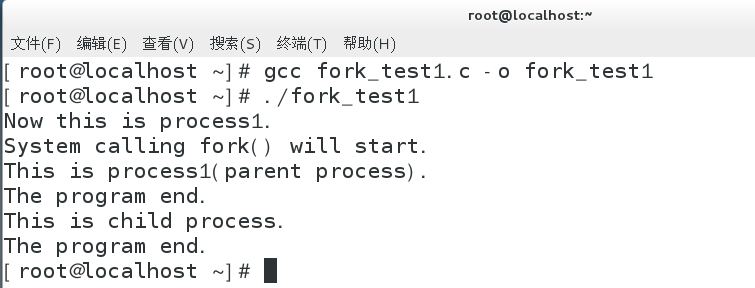 root@localhost:~
文件(F) 编辑(E) 查看(V) 搜索(S) 终端(T) 帮助(H)
[root@localhost ~]# gcc fork_test1.c -o fork_test1
[root@localhost ~]# ./fork_test1
Now this is process1.
System calling fork() will start.
This is process1(parent process).
The program end.
This is child process.
The program end.
[root@localhost ~]#